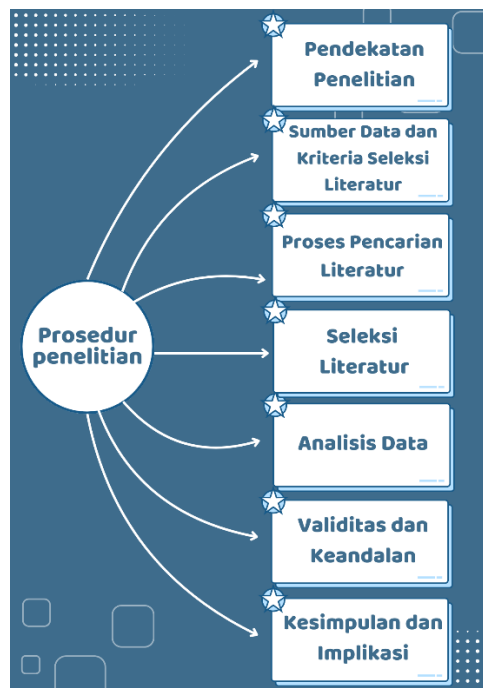 Prosedur
penelitian
Pendekatan
Penelitian
Sumber Data dan
Kriteria Seleksi
Literatur
Proses Pencarian
Literatur
Seleksi
Literatur
Analisis Data
Validitas dan
Keandalan
Kesimpulan dan
Implikasi